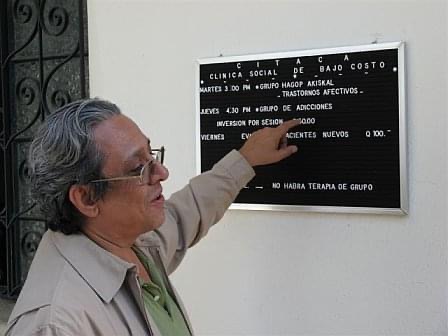 C I T A C A
CLINICA SOCIAL DE BAJO COSTO
MARTES 3.00 PM *GRUPO HAGOP AKISKAL
-TRASTORNOS AFECTIVOS-
JUEVES 4.30 PM *GRUPO DE ADICCIONES
INVERSION POR SESION
VIERNES NUEVOS Q 100.-
NO HABRA TERAPIA DE GRUPO